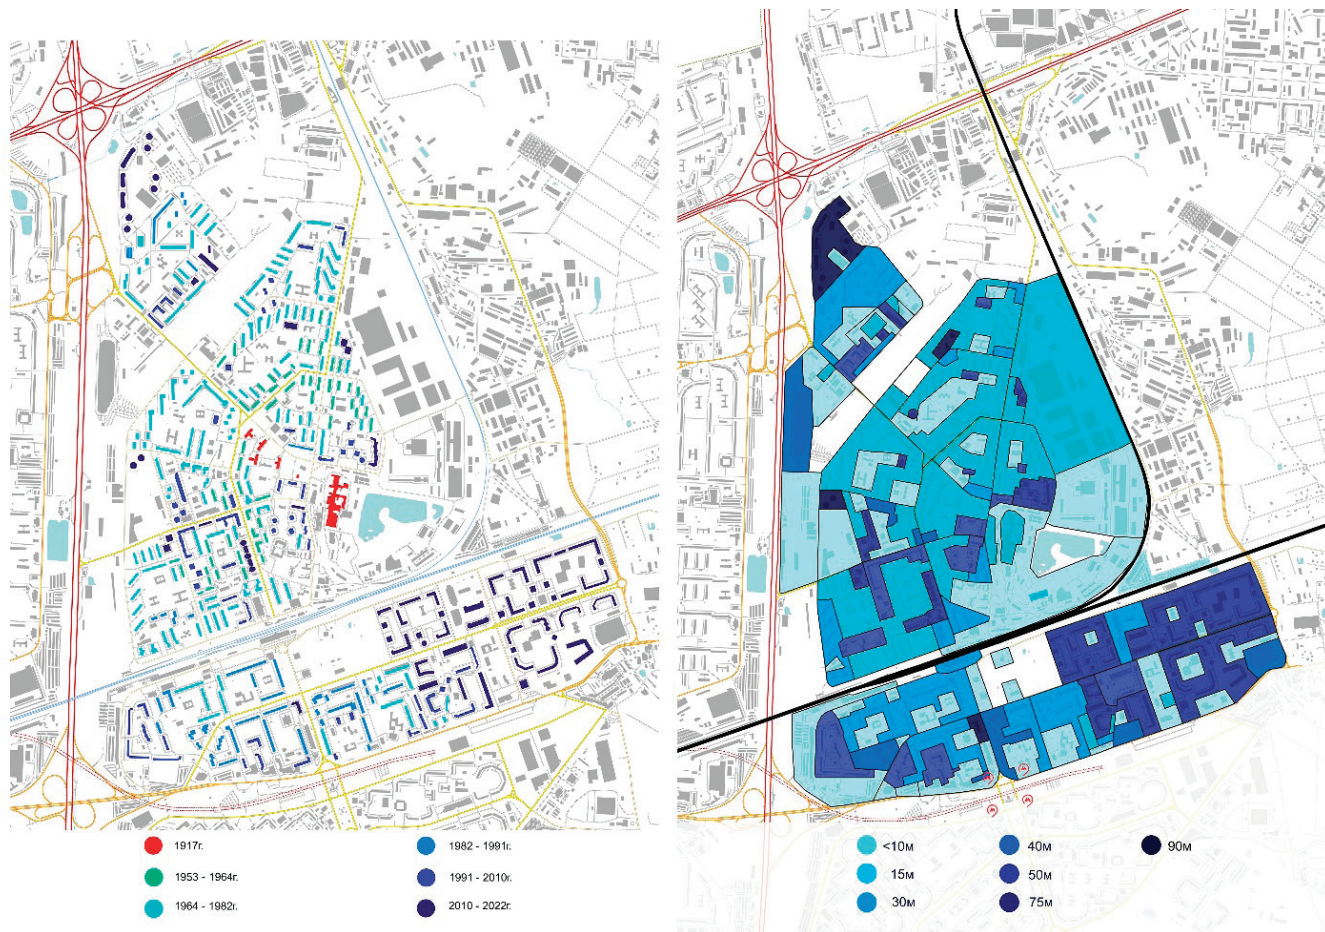 1917г.
1953 - 1964г.
1964 - 1982г.
1982 - 1991г.
1991 - 2010г.
2010 - 2022г.
<10м
15м
30м
40м
50м
75м
90м